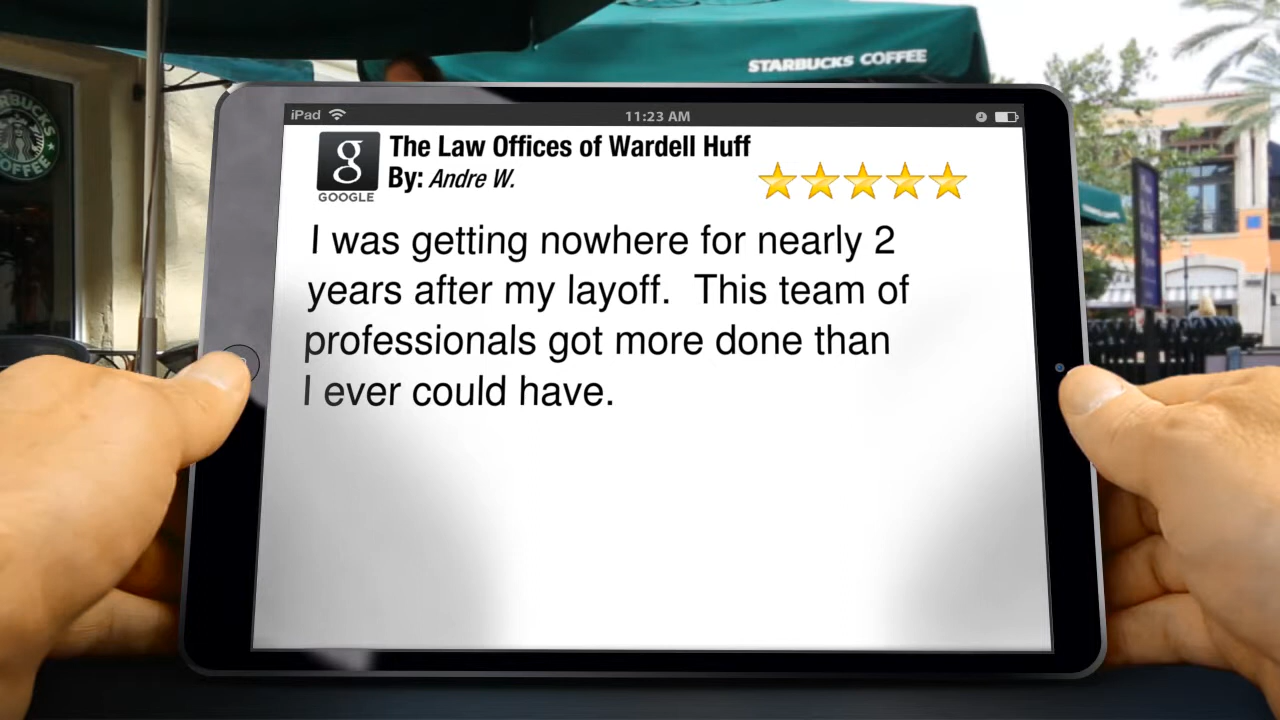 STARBUCKS COFFEE
iPad
11:23 AM
g
GOOGLE
The Law Offices of Wardell Huff
By: Andre W.
I was getting nowhere for nearly 2
years after my layoff.  This team of
professionals got more done than
I ever could have.